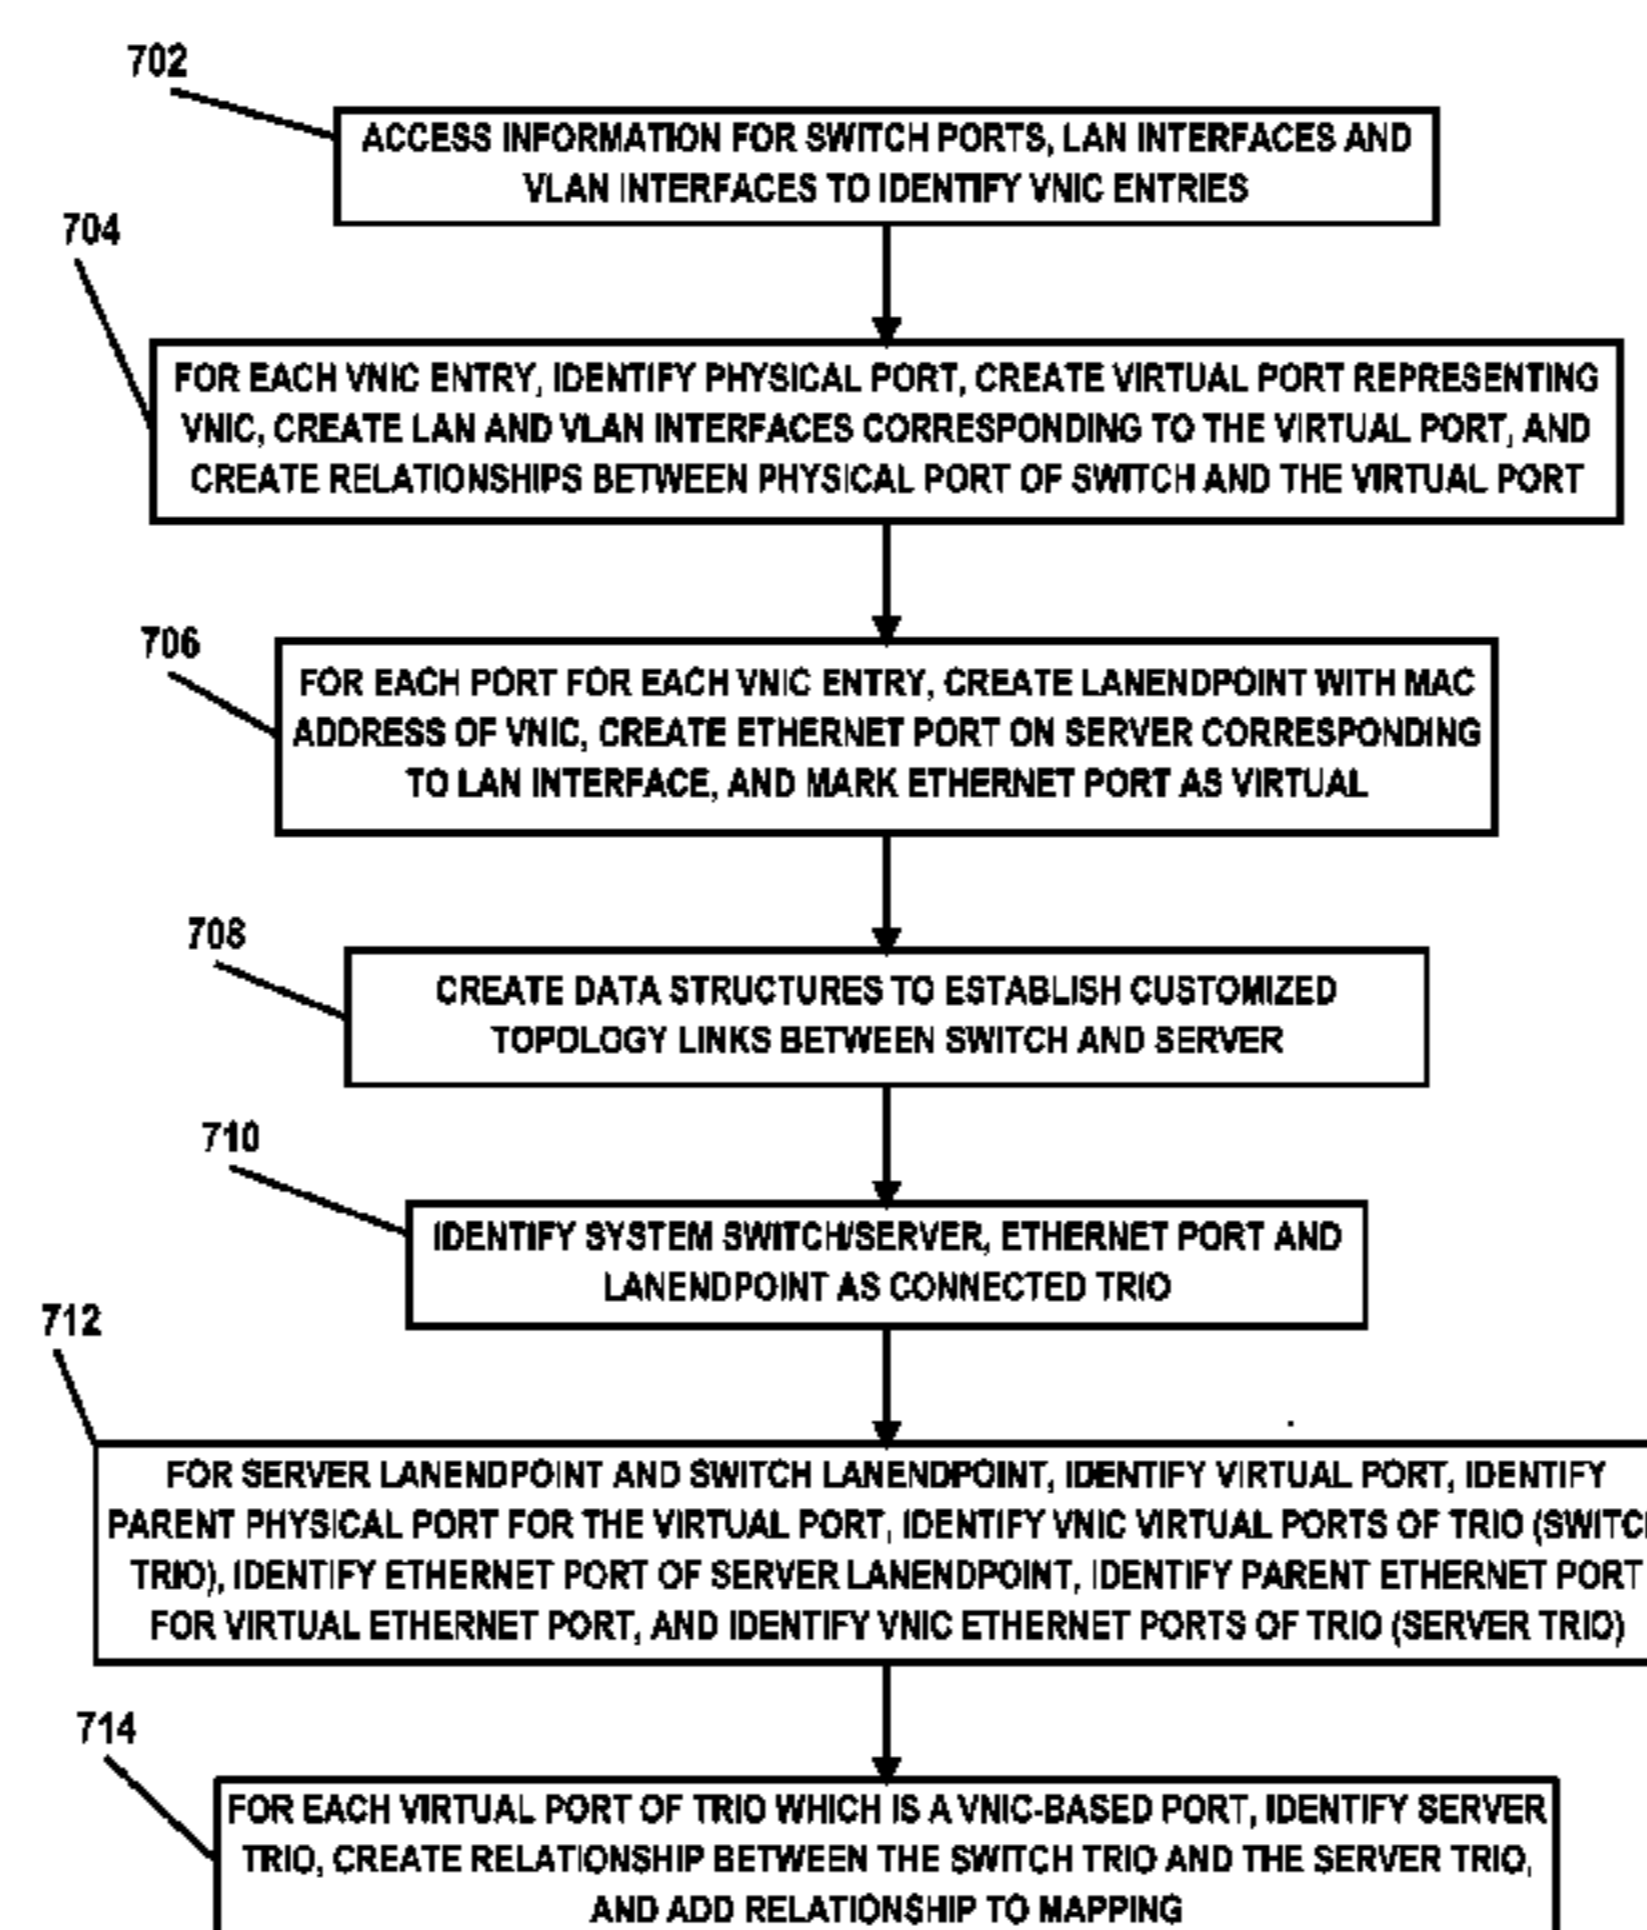 702
ACCESS INFORMATION FOR SWITCH PORTS, LAN INTERFACES AND
VLAN INTERFACES TO IDENTIFY VNIC ENTRIES
704
FOR EACH VNIC ENTRY, IDENTIFY PHYSICAL PORT, CREATE VIRTUAL PORT REPRESENTING
VNIC, CREATE LAN AND VLAN INTERFACES CORRESPONDING TO THE VIRTUAL PORT, AND
CREATE RELATIONSHIPS BETWEEN PHYSICAL PORT OF SWITCH AND THE VIRTUAL PORT
706
FOR EACH PORT FOR EACH VNIC ENTRY, CREATE LANENDPOINT WITH MAC
ADDRESS OF VNIC, CREATE ETHERNET PORT ON SERVER CORRESPONDING
TO LAN INTERFACE, AND MARK ETHERNET PORT AS VIRTUAL
708
CREATE DATA STRUCTURES TO ESTABLISH CUSTOMIZED
TOPOLOGY LINKS BETWEEN SWITCH AND SERVER
710
IDENTIFY SYSTEM SWITCH/SERVER, ETHERNET PORT AND
LANENDPOINT AS CONNECTED TRIO
712
FOR SERVER LANENDPOINT AND SWITCH LANENDPOINT, IDENTIFY VIRTUAL PORT, IDENTIFY
PARENT PHYSICAL PORT FOR THE VIRTUAL PORT, IDENTIFY VNIC VIRTUAL PORTS OF TRIO (SWITCH
TRIO), IDENTIFY ETHERNET PORT OF SERVER LANENDPOINT, IDENTIFY PARENT ETHERNET PORT
FOR VIRTUAL ETHERNET PORT, AND IDENTIFY VNIC ETHERNET PORTS OF TRIO (SERVER TRIO)
714
FOR EACH VIRTUAL PORT OF TRIO WHICH IS A VNIC-BASED PORT, IDENTIFY SERVER
TRIO, CREATE RELATIONSHIP BETWEEN THE SWITCH TRIO AND THE SERVER TRIO,
AND ADD RELATIONSHIP TO MAPPING